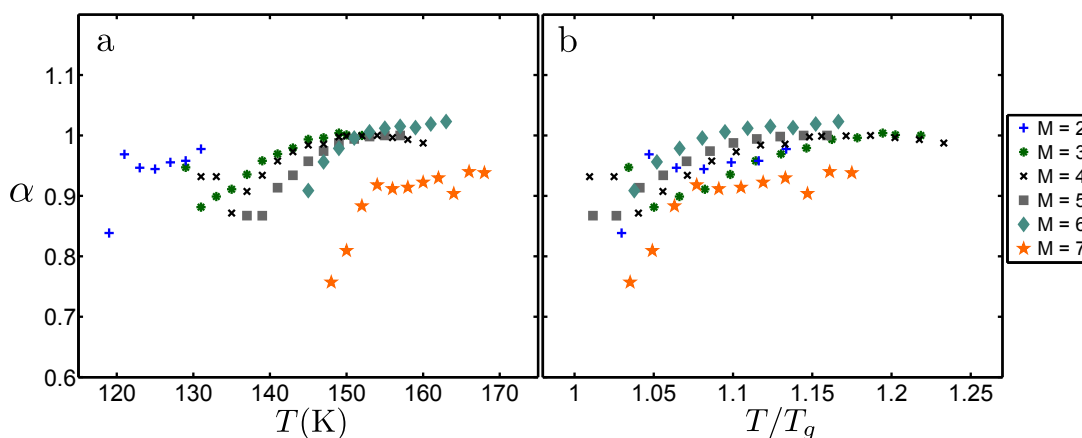 a
b
1.1
1
0.9
0.8
0.7
0.6
α
120 130 140 150 160 170
T(K)
1 1.05 1.1 1.15 1.2 1.25
T/T_g
M = 2
M = 3
M = 4
M = 5
M = 6
M = 7